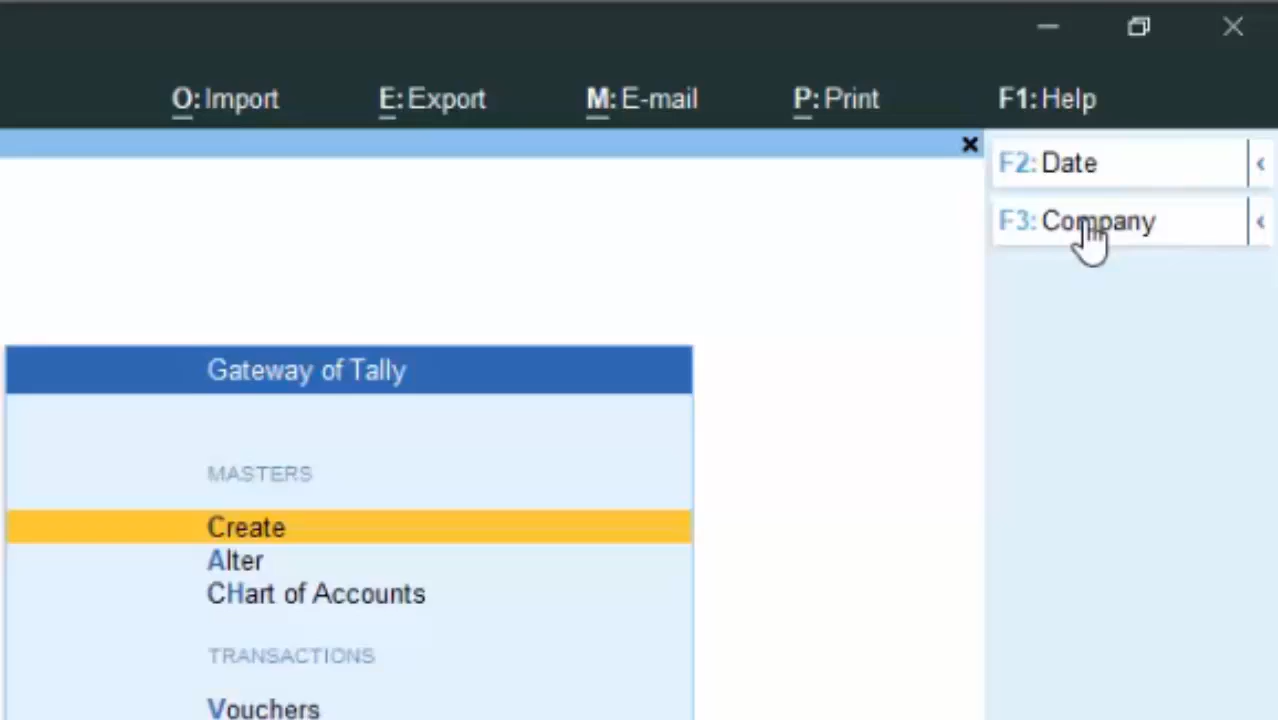 O: Import E: Export M: E-mail P: Print F1: Help
F2: Date
F3: Company
Gateway of Tally
MASTERS
Create
Alter
CHart of Accounts
TRANSACTIONS
Vouchers